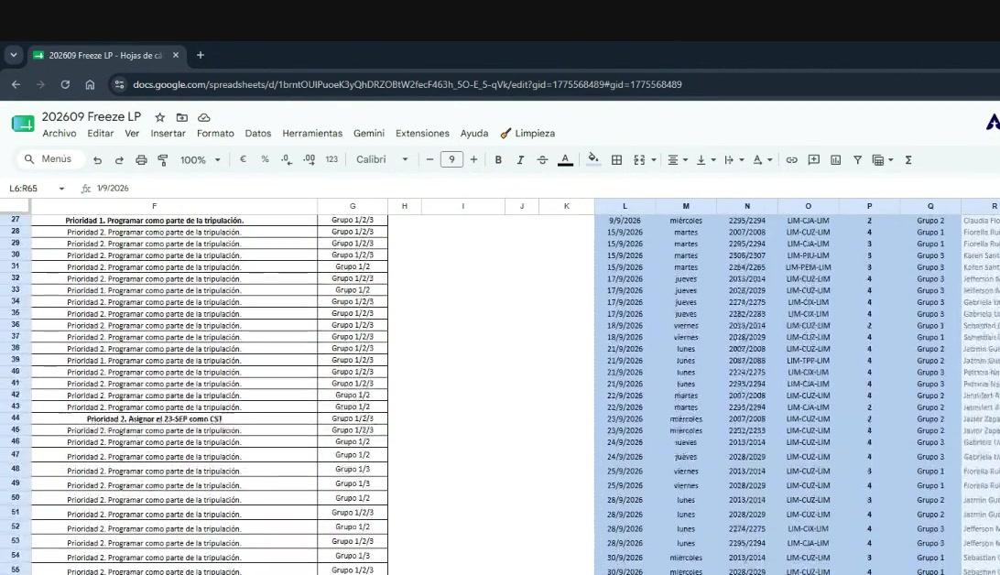 202609 Freeze LP - Hojas de cá
docs.google.com/spreadsheets/d/1brntOUIPuoeK3yQhDRZOBtW2fecF463h_5O-E_5-qVk/edit?gid=1775568489#gid=1775568489
202609 Freeze LP
Archivo Editar Ver Insertar Formato Datos Herramientas Gemini Extensiones Ayuda Limpieza
Menús 100% € % .0 .00 123 Calibri 9 B I A
L6:R65 fx 1/9/2026
F G H I J K L M N O P Q R
27 Prioridad 1. Programar como parte de la tripulación. Grupo 1/2/3 9/9/2026 miércoles 2295/2294 LIM-CJA-LIM 2 Grupo 2 Claudia Flo
28 Prioridad 2. Programar como parte de la tripulación. Grupo 1/2/3 15/9/2026 martes 2007/2008 LIM-CUZ-LIM 4 Grupo 1 Fiorella Rui
29 Prioridad 2. Programar como parte de la tripulación. Grupo 1/2/3 15/9/2026 martes 2295/2294 LIM-CJA-LIM 3 Grupo 1 Fiorella Rui
30 Prioridad 2. Programar como parte de la tripulación. Grupo 1/2/3 15/9/2026 martes 2306/2307 LIM-PIU-LIM 3 Grupo 3 Karen Sant
31 Prioridad 2. Programar como parte de la tripulación. Grupo 1/2 15/9/2026 martes 2264/2265 LIM-PEM-LIM 3 Grupo 3 Karen Sant
32 Prioridad 2. Programar como parte de la tripulación. Grupo 1/2/3 17/9/2026 jueves 2013/2014 LIM-CUZ-LIM 4 Grupo 3 Jefferson M
33 Prioridad 1. Programar como parte de la tripulación. Grupo 1/2 17/9/2026 jueves 2028/2029 LIM-CUZ-LIM 4 Grupo 3 Jefferson M
34 Prioridad 2. Programar como parte de la tripulación. Grupo 1/2/3 17/9/2026 jueves 2274/2275 LIM-CIX-LIM 4 Grupo 3 Gabriela
35 Prioridad 2. Programar como parte de la tripulación. Grupo 1/2/3 17/9/2026 jueves 2282/2283 LIM-CIX-LIM 4 Grupo 3 Gabriela
36 Prioridad 2. Programar como parte de la tripulación. Grupo 1/2/3 18/9/2026 viernes 2013/2014 LIM-CUZ-LIM 2 Grupo 1 Sebastian
37 Prioridad 2. Programar como parte de la tripulación. Grupo 1/2/3 18/9/2026 viernes 2028/2029 LIM-CUZ-LIM 4 Grupo 1
38 Prioridad 2. Programar como parte de la tripulación. Grupo 1/2/3 21/9/2026 lunes 2007/2008 LIM-CUZ-LIM 4 Grupo 2 Jazmin Gu
39 Prioridad 1. Programar como parte de la tripulación. Grupo 1/2/3 21/9/2026 lunes 2087/2088 LIM-TPP-LIM 4 Grupo 2 Jazmin Gu
40 Prioridad 2. Programar como parte de la tripulación. Grupo 1/2/3 21/9/2026 lunes 2274/2275 LIM-CIX-LIM 4 Grupo 3
41 Prioridad 2. Programar como parte de la tripulación. Grupo 1/2/3 21/9/2026 lunes 2295/2294 LIM-CJA-LIM 4 Grupo 3
42 Prioridad 2. Programar como parte de la tripulación. Grupo 1/2 22/9/2026 martes 2007/2008 LIM-CUZ-LIM 4 Grupo 2
43 Prioridad 2. Programar como parte de la tripulación. Grupo 1/2 22/9/2026 martes 2295/2294 LIM-CJA-LIM 2 Grupo 2
44 Prioridad 2. Asignar el 23-SEP como CST Grupo 1/2/3 23/9/2026 miércoles 2007/2008 LIM-CUZ-LIM 2 Grupo 2 Javier Zapa
45 Prioridad 2. Programar como parte de la tripulación. Grupo 1/2/3 23/9/2026 miércoles LIM-CUZ-LIM 4 Grupo 2 Javier Zapa
46 Prioridad 2. Programar como parte de la tripulación. Grupo 1/2 24/9/2026 jueves 2013/2014 LIM-CUZ-LIM 4 Grupo 3 Gabriela
47 Prioridad 2. Programar como parte de la tripulación. Grupo 1/2 24/9/2026 jueves 2028/2029 LIM-CUZ-LIM 4 Grupo 3 Gabriela
48 Prioridad 2. Programar como parte de la tripulación. Grupo 1/3 25/9/2026 viernes 2013/2014 LIM-CUZ-LIM 3 Grupo 1 Fiorella Rui
49 Prioridad 2. Programar como parte de la tripulación. Grupo 1/3 25/9/2026 viernes 2028/2029 LIM-CUZ-LIM 4 Grupo 1 Fiorella Rui
50 Prioridad 2. Programar como parte de la tripulación. Grupo 1/2 28/9/2026 lunes 2013/2014 LIM-CUZ-LIM 3 Grupo 2 Jazmin Gu
51 Prioridad 2. Programar como parte de la tripulación. Grupo 1/2/3 28/9/2026 lunes 2028/2029 LIM-CUZ-LIM 4 Grupo 2 Jazmin Gu
52 Prioridad 2. Programar como parte de la tripulación. Grupo 1/2 28/9/2026 lunes 2274/2275 LIM-CIX-LIM 4 Grupo 3 Jefferson M
53 Prioridad 2. Programar como parte de la tripulación. Grupo 1/2/3 28/9/2026 lunes 2295/2294 LIM-CJA-LIM 4 Grupo 3 Jefferson M
54 Prioridad 2. Programar como parte de la tripulación. Grupo 1/3 30/9/2026 miércoles 2013/2014 LIM-CUZ-LIM 3 Grupo 1 Sebastian
55 Prioridad 2. Programar como parte de la tripulación. Grupo 1/2/3 30/9/2026 miércoles 2028/2029 LIM-CUZ-LIM 4 Grupo 1 Sebastian